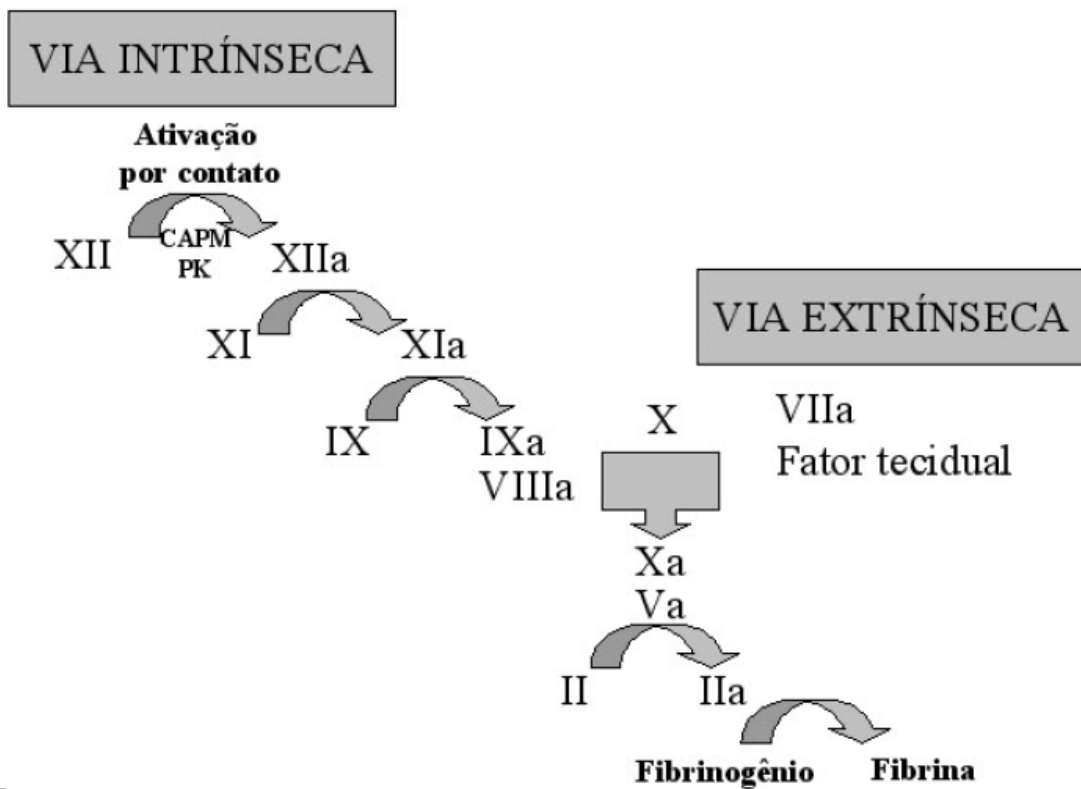 VIA INTRÍNSECA
Ativação
por contato
CAPM
PK
XII
XIIa
XI
XIa
IX
IXa
VIIIa
VIA EXTRÍNSECA
VIIa
Fator tecidual
X
Xa
Va
II
IIa
Fibrinogênio
Fibrina